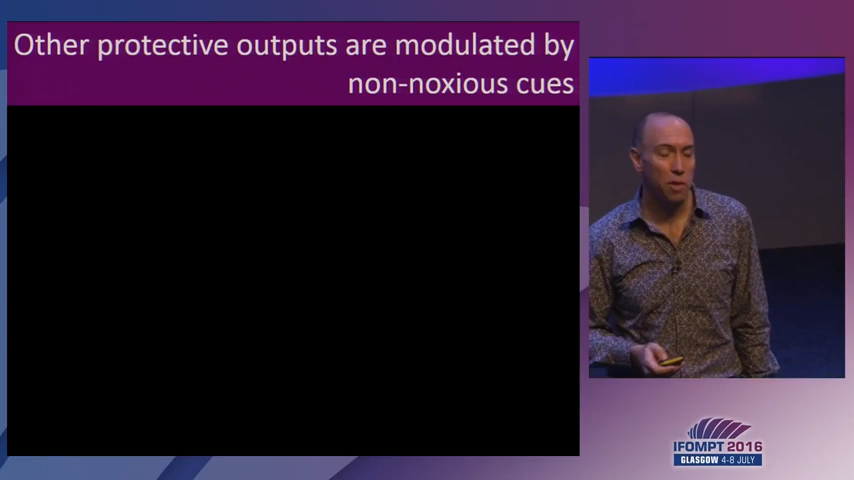 Other protective outputs are modulated by
non-noxious cues
IFOMPT 2016
GLASGOW 4-8 JULY